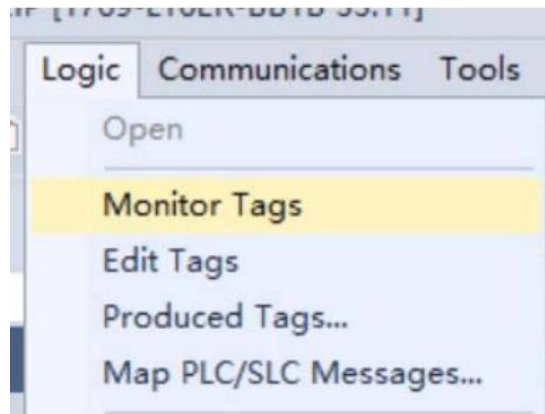 Logic Communications Tools
Open
Monitor Tags
Edit Tags
Produced Tags...
Map PLC/SLC Messages...